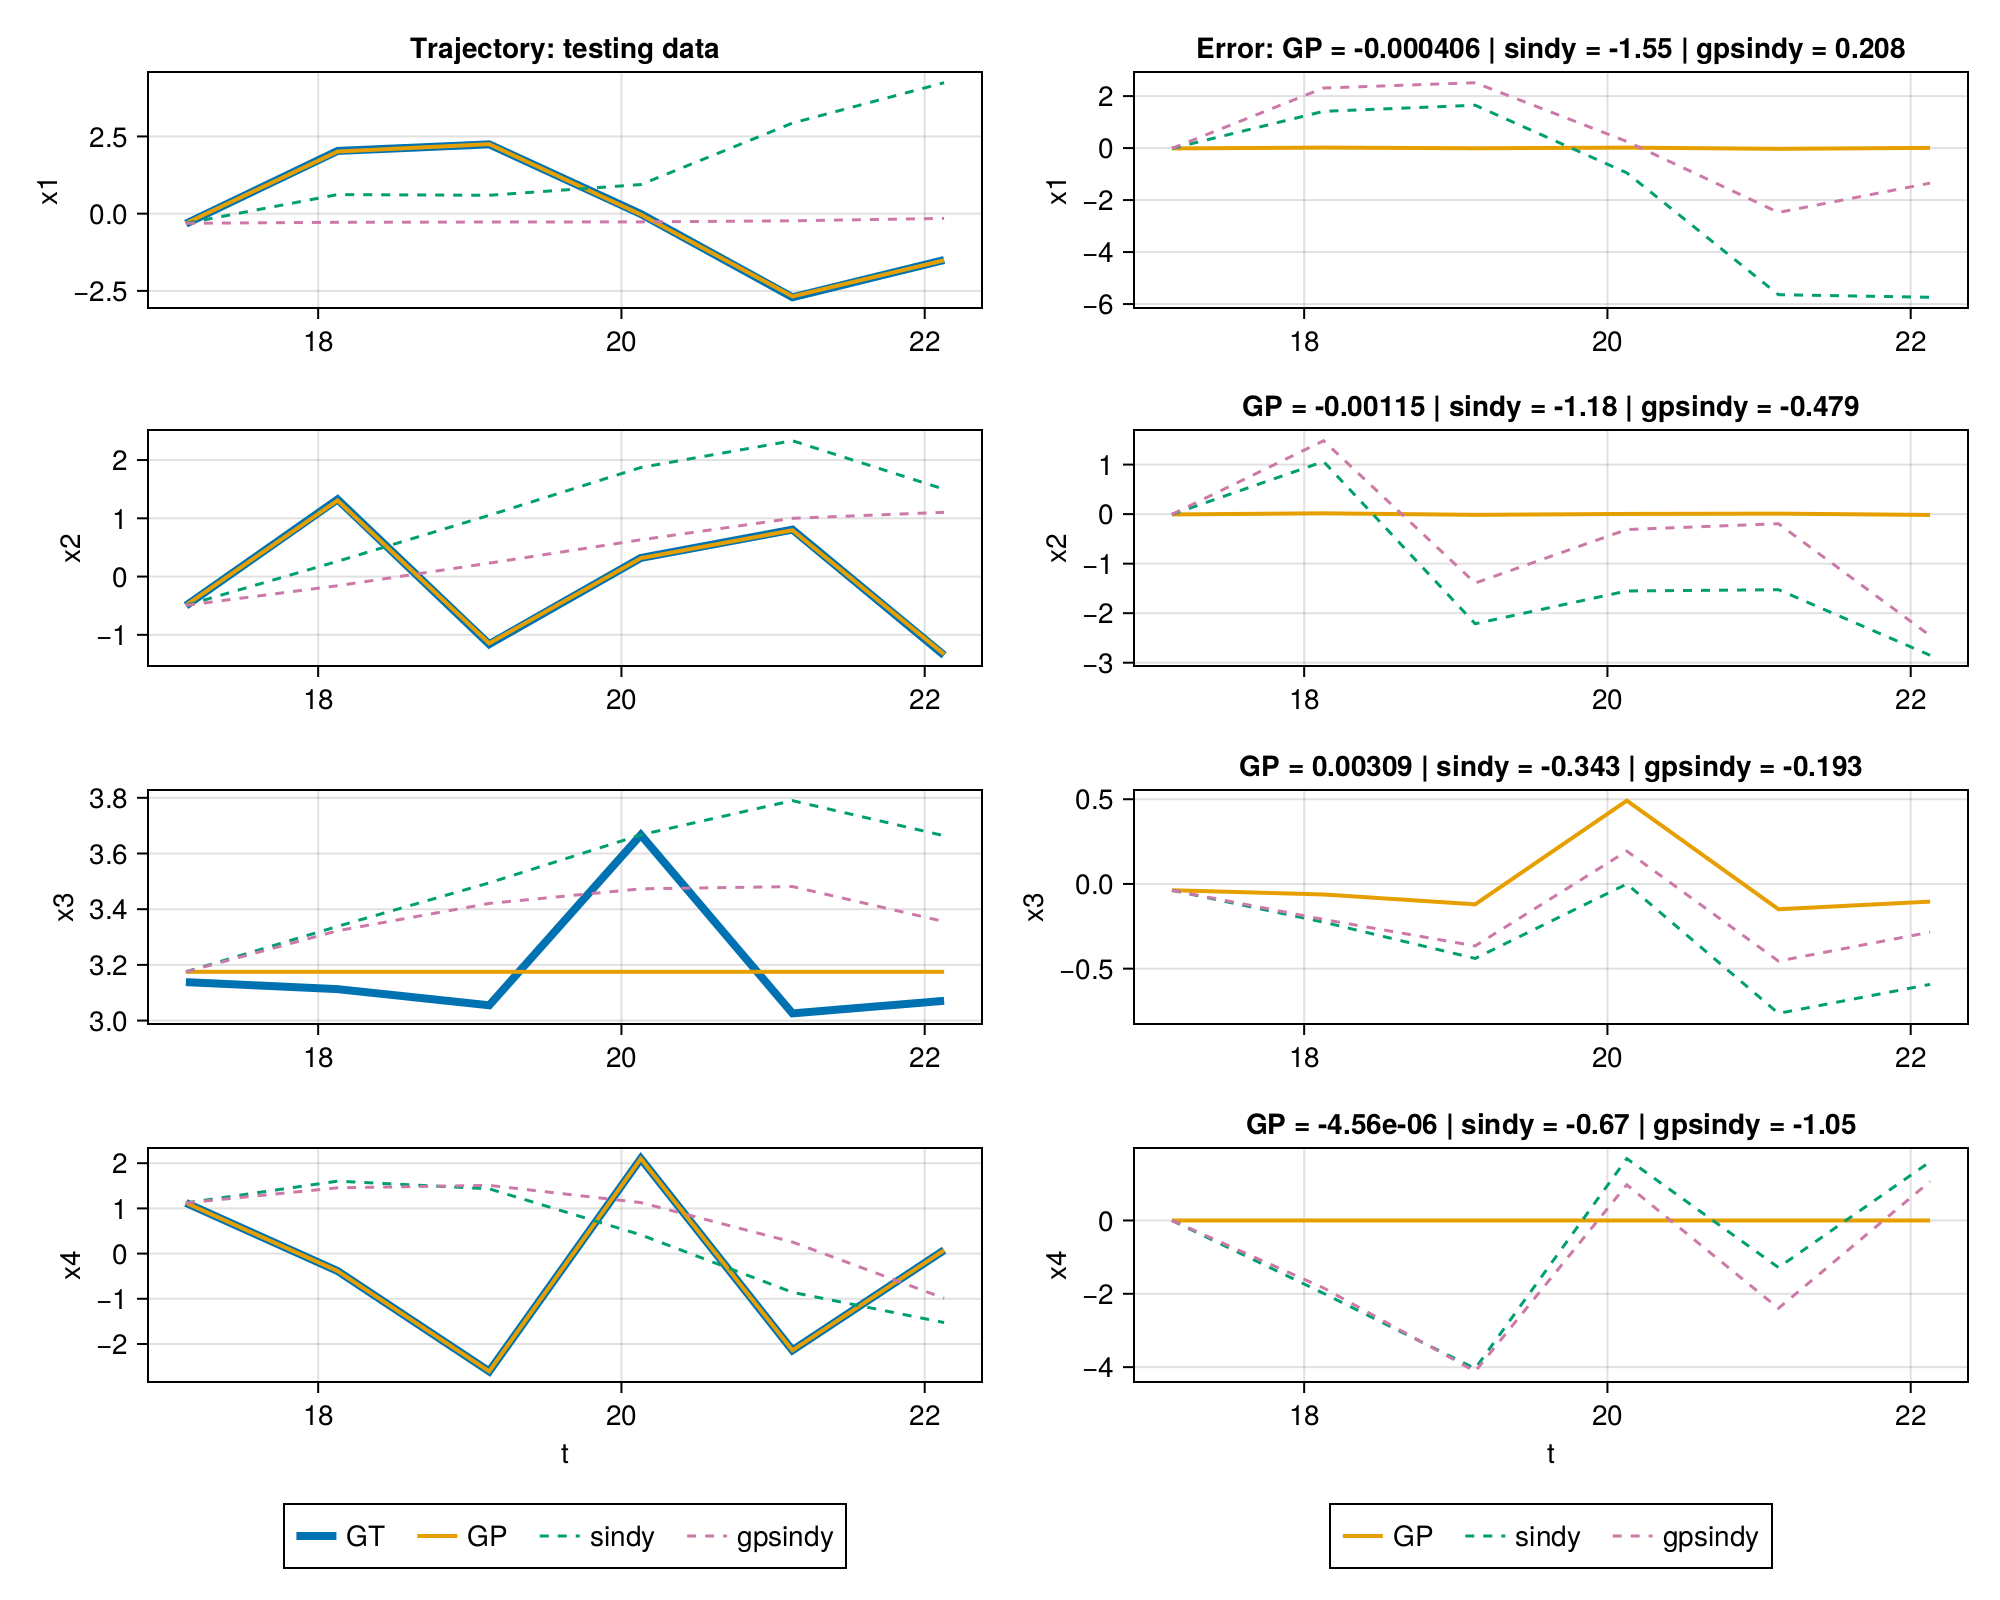 Trajectory: testing data
x1
2.5
0.0
−2.5
18 20 22
Error: GP = -0.000406 | sindy = -1.55 | gpsindy = 0.208
x1
2
0
−2
−4
−6
18 20 22
x2
2
1
0
−1
18 20 22
GP = -0.00115 | sindy = -1.18 | gpsindy = -0.479
x2
1
0
−1
−2
−3
18 20 22
x3
3.8
3.6
3.4
3.2
3.0
18 20 22
GP = 0.00309 | sindy = -0.343 | gpsindy = -0.193
x3
0.5
0.0
−0.5
18 20 22
x4
2
1
0
−1
−2
18 20 22
t
GP = -4.56e-06 | sindy = -0.67 | gpsindy = -1.05
x4
0
−2
−4
18 20 22
t
GT GP sindy gpsindy
GP sindy gpsindy